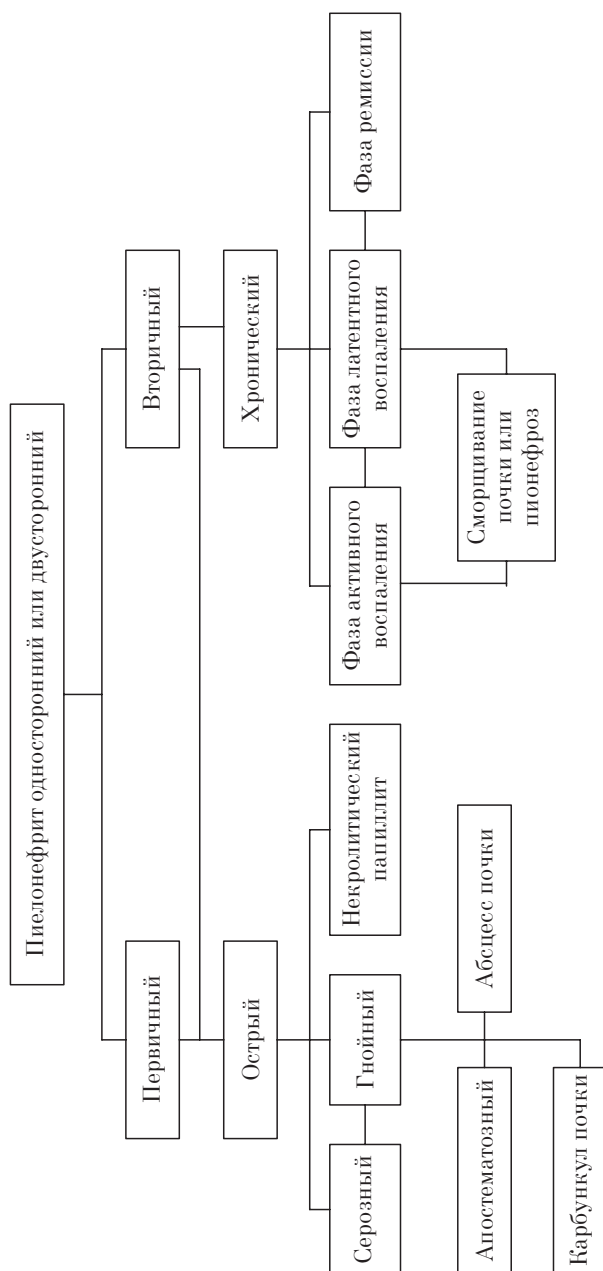 Пиелонефрит односторонний или двусторонний
Первичный
Вторичный
Острый
Хронический
Серозный
Гнойный
Некролитический
папиллит
Фаза активного
воспаления
Фаза латентного
воспаления
Фаза ремиссии
Апостематозный
Абсцесс почки
Сморщивание
почки или
пионефроз
Карбункул почки